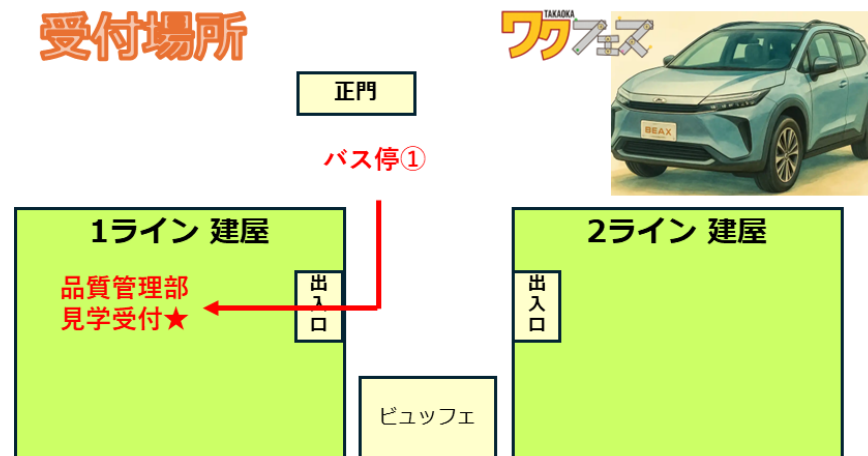 受付場所
TAKAOKA
ワクフェス
正門
BEAX
バス停①
1ライン 建屋
2ライン 建屋
品質管理部
見学受付★
出入口
出入口
ビュッフェ